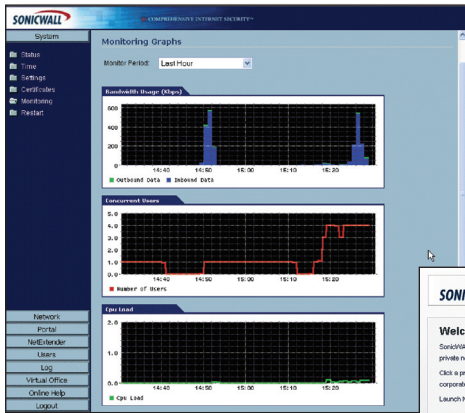 SONICWALL
COMPREHENSIVE INTERNET SECURITY™
System
Status
Time
Settings
Certificates
Monitoring
Restart
Network
Portal
NetExtender
Users
Log
Virtual Office
Online Help
Logout
Monitoring Graphs
Monitor Period: Last Hour
Bandwidth Usage (Kbps)
600
400
200
0
14:40 14:50 15:00 15:10 15:20
Outbound Data Inbound Data
Concurrent Users
5.0
4.0
3.0
2.0
1.0
0.0
14:40 14:50 15:00 15:10 15:20
Number of Users
Cpu Load
2.0
1.0
0.0
14:40 14:50 15:00 15:10 15:20
Cpu Load
SONI
Welc
SonicWA
private n
Click a pr
corporat
Launch N